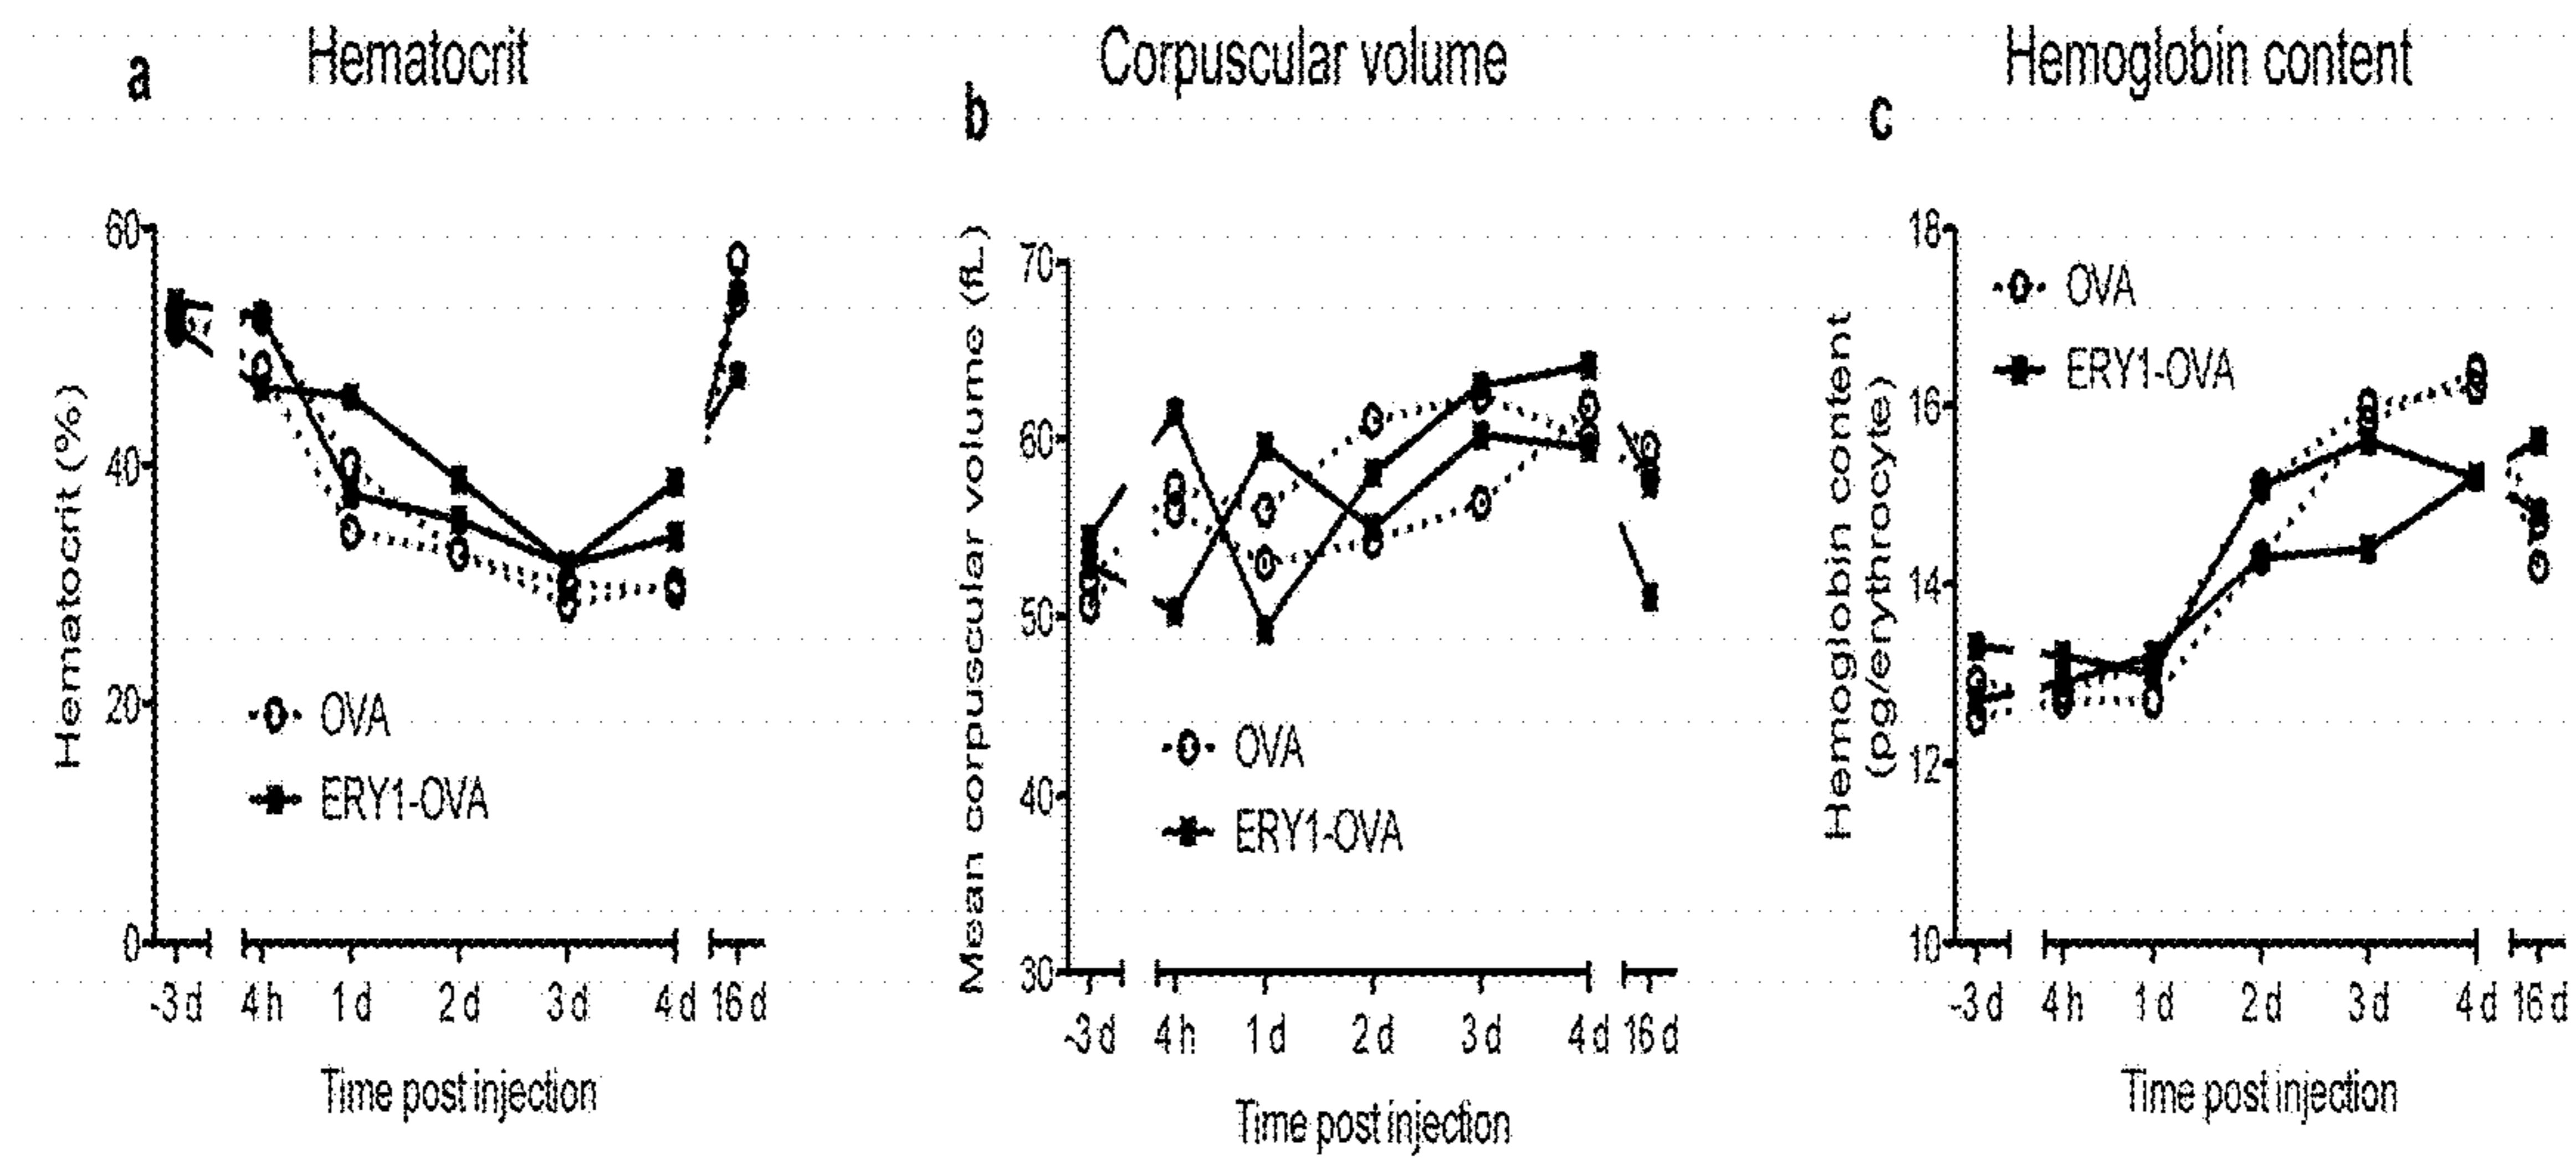 a Hematocrit
Hematocrit (%)
60
40
20
0
OVA
ERY1-OVA
-3 d 4 h 1 d 2 d 3 d 4 d 16 d
Time post injection
b Corpuscular volume
Mean corpuscular volume (fL)
70
60
50
40
30
OVA
ERY1-OVA
-3 d 4 h 1 d 2 d 3 d 4 d 16 d
Time post injection
c Hemoglobin content
Hemoglobin content
(pg/erythrocyte)
18
16
14
12
10
OVA
ERY1-OVA
-3 d 4 h 1 d 2 d 3 d 4 d 16 d
Time post injection